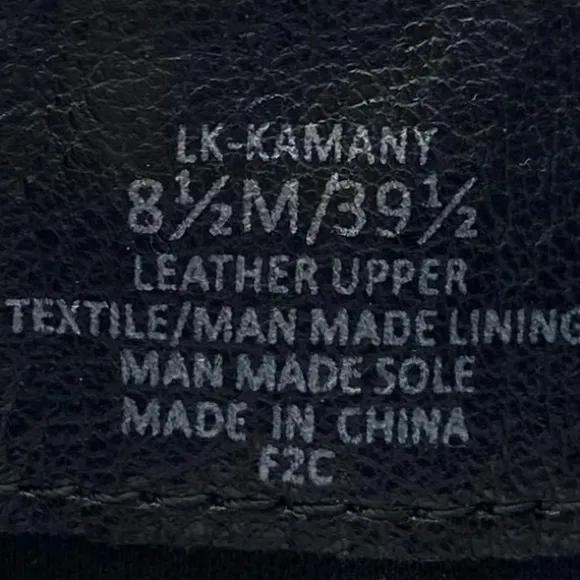 LK-KAMANY
8½M/39½
LEATHER UPPER
TEXTILE/MAN MADE LINING
MAN MADE SOLE
MADE IN CHINA
F2C